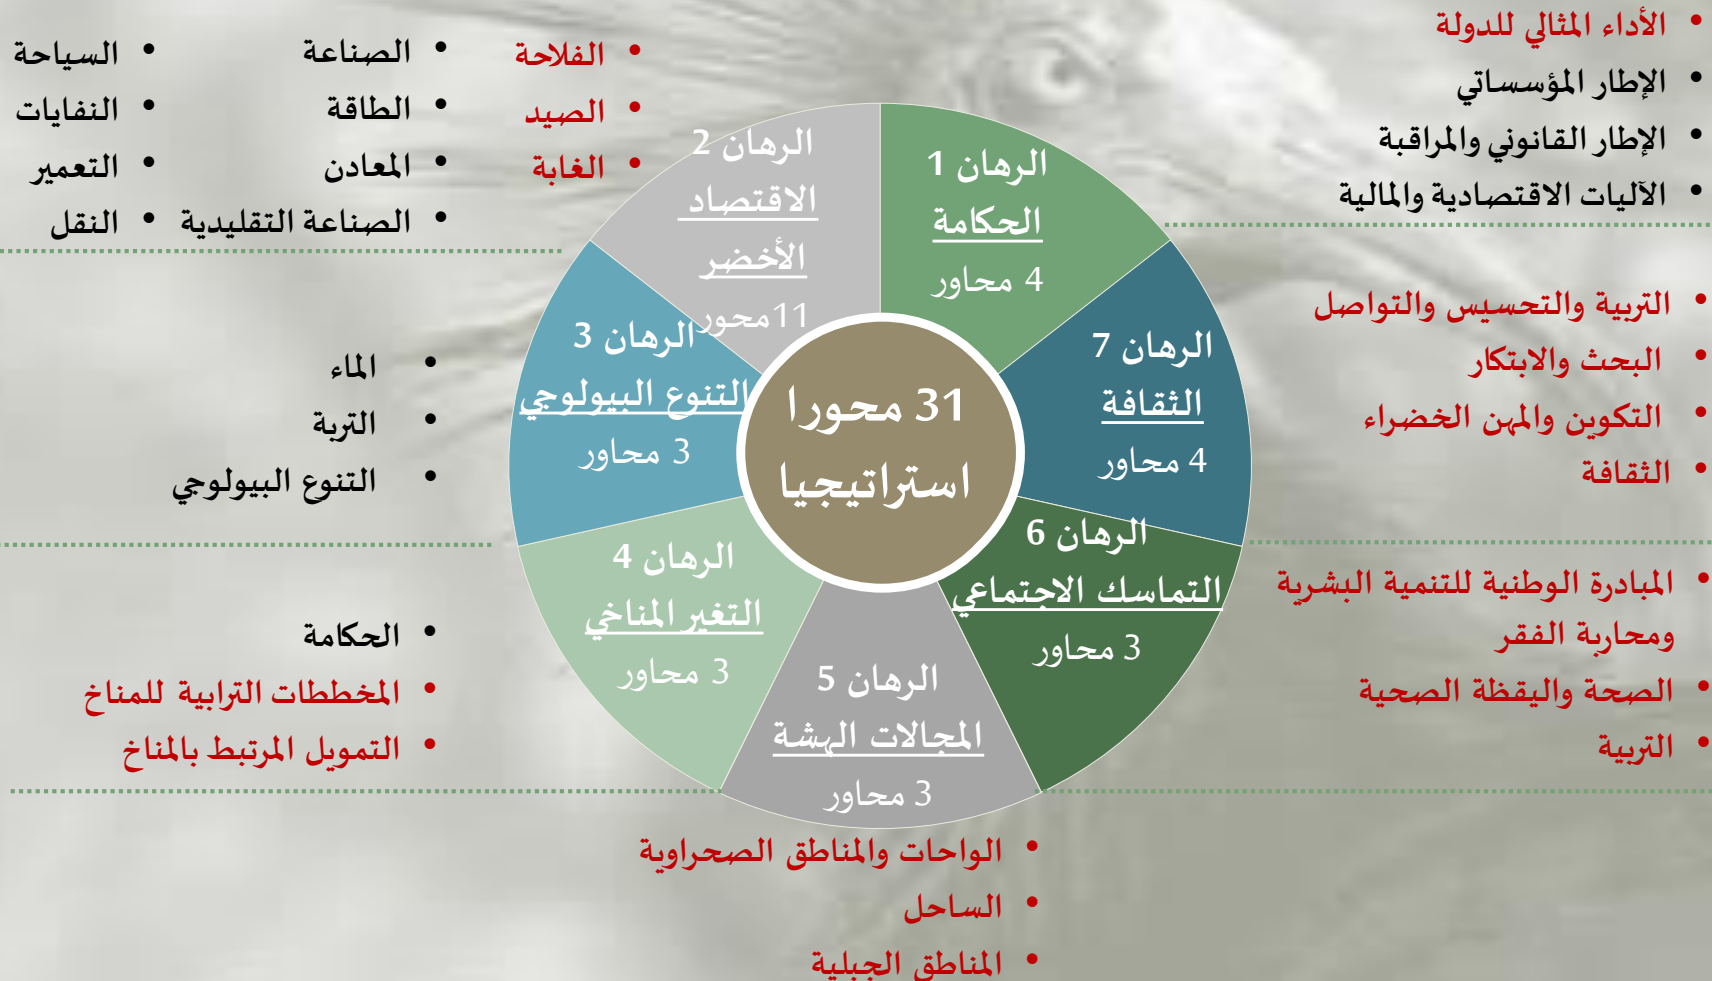 الأداء المثالي للدولة
الإطار المؤسساتي
الإطار القانوني والمراقبة
الآليات الاقتصادية والمالية
الفلاحة
الصيد
الغابة
الصناعة
الطاقة
المعادن
الصناعة التقليدية
السياحة
النفايات
التعمير
النقل
الرهان 1
الحكامة
4 محاور
الرهان 2
الاقتصاد
الأخضر
11محور
الرهان 3
التنوع البيولوجي
3 محاور
الماء
التربة
التنوع البيولوجي
31 محورا
استراتيجيا
الرهان 7
الثقافة
4 محاور
التربية والتحسيس والتواصل
البحث والابتكار
التكوين والمهن الخضراء
الثقافة
الرهان 6
التماسك الاجتماعي
3 محاور
المبادرة الوطنية للتنمية البشرية
ومحاربة الفقر
الصحة واليقظة الصحية
التربية
الرهان 4
التغير المناخي
3 محاور
الحكامة
المخططات الترابية للمناخ
التمويل المرتبط بالمناخ
الرهان 5
المجالات الهشة
3 محاور
الواحات والمناطق الصحراوية
الساحل
المناطق الجبلية